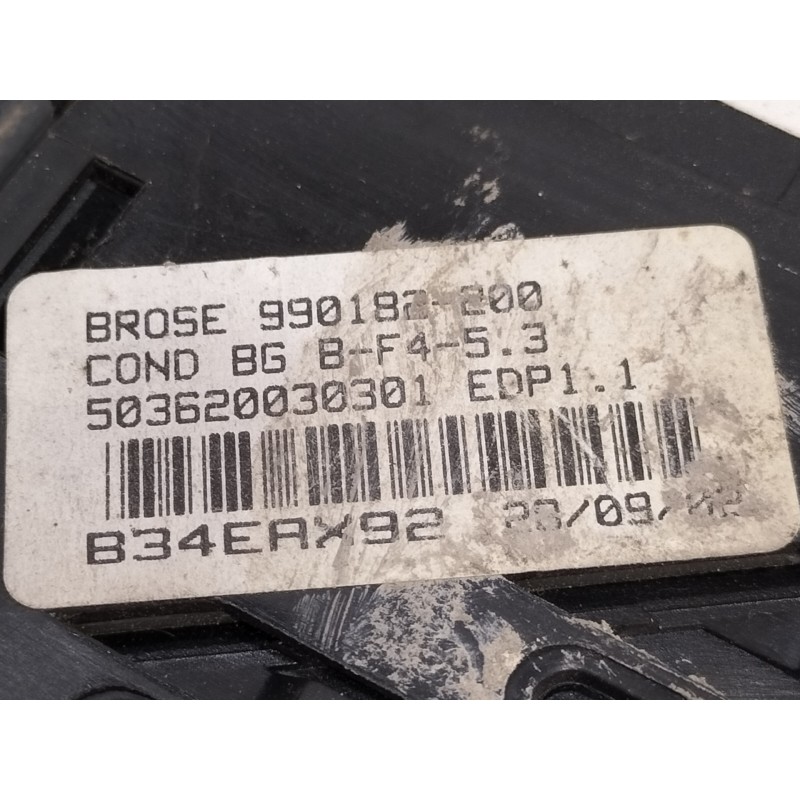 BROSE 990182-200
COND BG B-F4-5.3
503620030301 EDP1.1
B34EAX92